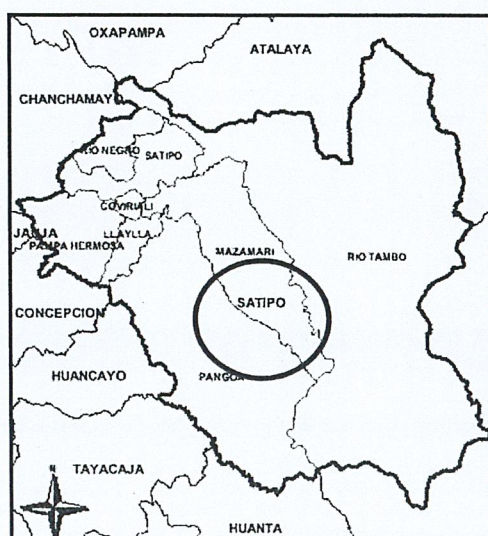 OXAPAMPA
ATALAYA
CHANCHAMAYO
RIO NEGRO
SATIPO
COVIRIALI
JAUJA
LLAYLLA
PAMPA HERMOSA
MAZAMARI
RIO TAMBO
SATIPO
CONCEPCION
HUANCAYO
PANGOA
TAYACAJA
N
HUANTA